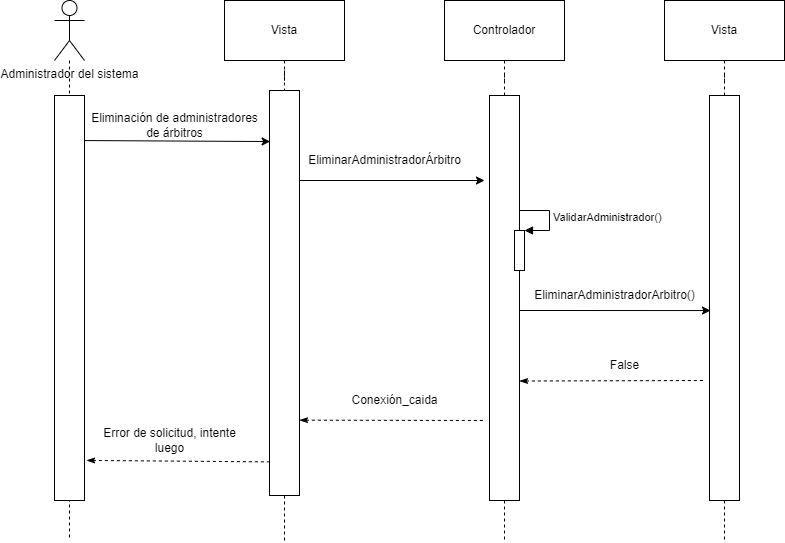 Vista
Controlador
Vista
Administrador del sistema
Eliminación de administradores
de árbitros
EliminarAdministradorÁrbitro
ValidarAdministrador()
EliminarAdministradorArbitro()
False
Conexión_caida
Error de solicitud, intente
luego